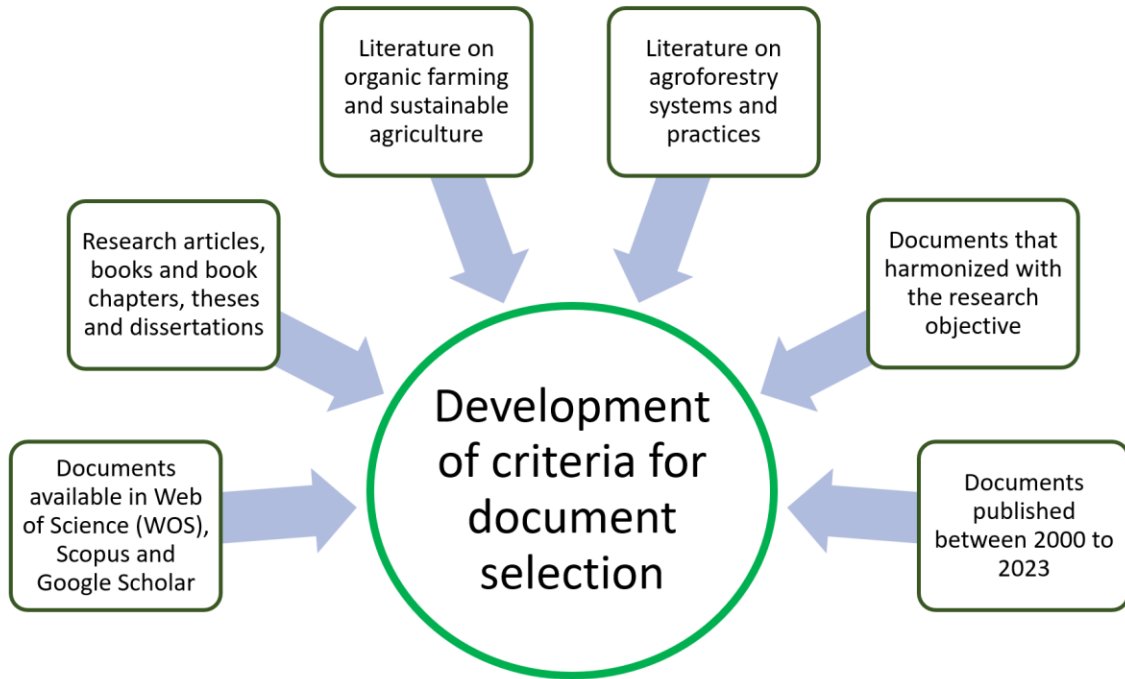 Literature on
organic farming
and sustainable
agriculture
Literature on
agroforestry
systems and
practices
Research articles,
books and book
chapters, theses
and dissertations
Documents that
harmonized with
the research
objective
Documents
available in Web
of Science (WOS),
Scopus and
Google Scholar
Development
of criteria for
document
selection
Documents
published
between 2000 to
2023